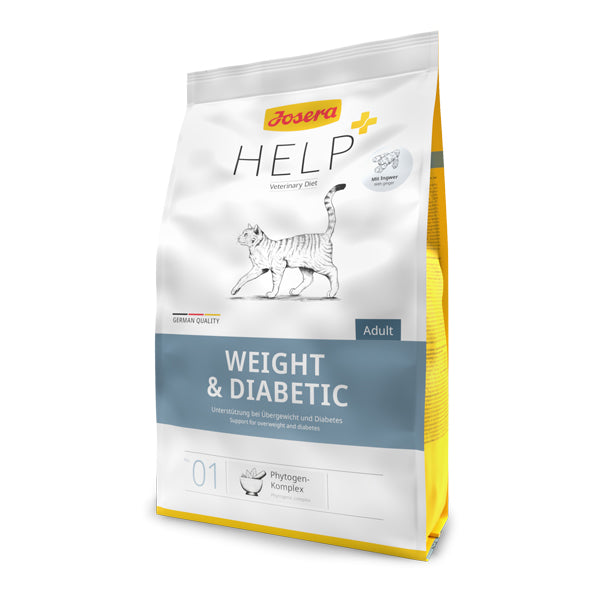 Josera
HELP+
Veterinary Diet
Mit Ingwer
With ginger
GERMAN QUALITY
Adult
WEIGHT
& DIABETIC
Unterstützung bei Übergewicht und Diabetes
Support for overweight and diabetes
01
Phytogen-
Komplex
Phytogenic complex